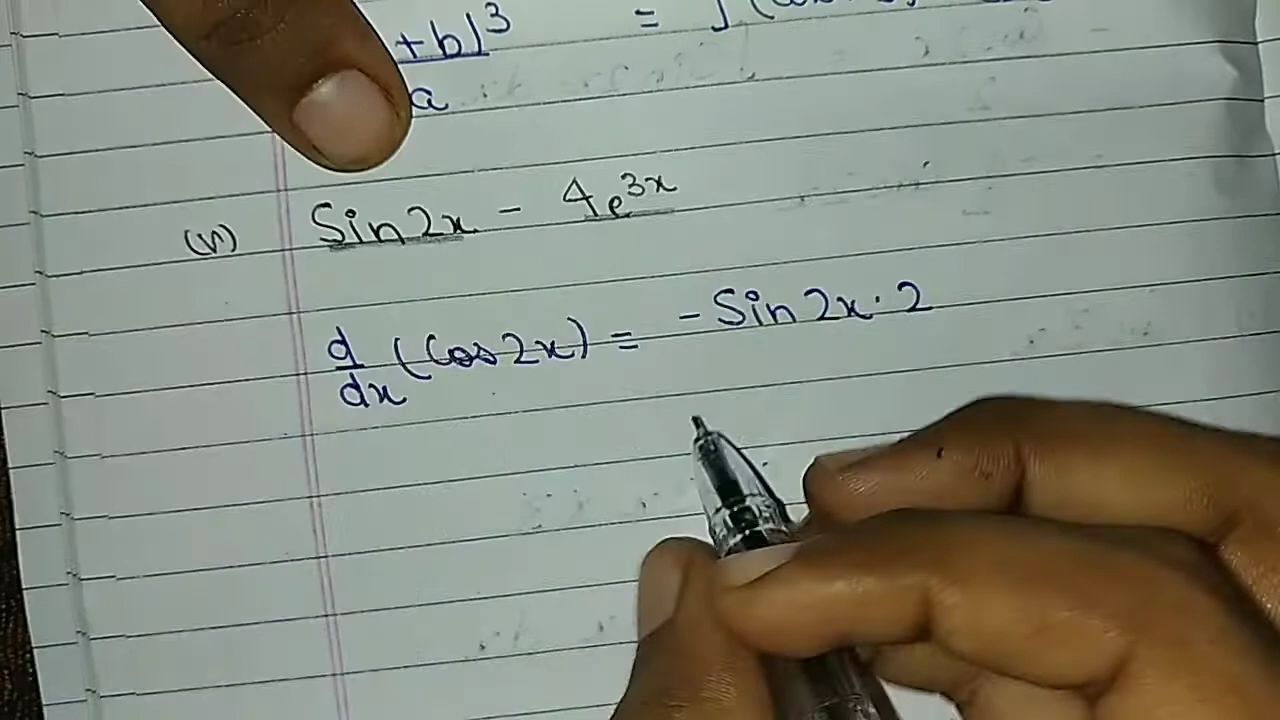 +b)³ = ∫(
a
(v) Sin2x - 4e³ˣ
d/dx (Cos2x) = -Sin2x·2